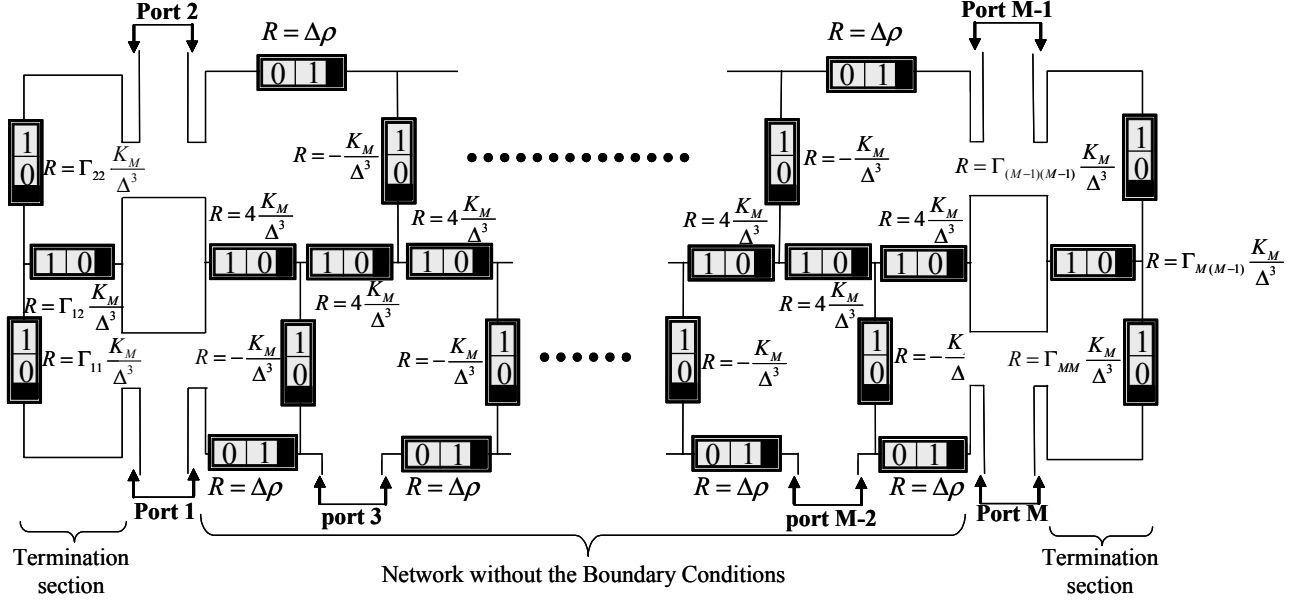 Port 2
Port M-1
R = Δρ
R = Δρ
0 1
0 1
1 0
R = Γ₂₂ K_M/Δ³
R = −K_M/Δ³
1 0
R = −K_M/Δ³
1 0
R = Γ₍M−1₎₍M−1₎ K_M/Δ³
1 0
R = 4 K_M/Δ³
R = 4 K_M/Δ³
R = 4 K_M/Δ³
R = 4 K_M/Δ³
1 0
1 0
1 0
1 0
1 0
1 0
1 0
1 0
R = Γ_M(M−1) K_M/Δ³
R = Γ₁₂ K_M/Δ³
R = 4 K_M/Δ³
R = 4 K_M/Δ³
1 0
R = Γ₁₁ K_M/Δ³
R = −K_M/Δ³
1 0
R = −K_M/Δ³
1 0
1 0
R = −K_M/Δ³
1 0
R = −K/Δ
R = Γ_MM K_M/Δ³
1 0
0 1
0 1
0 1
0 1
R = Δρ
R = Δρ
R = Δρ
R = Δρ
Port 1
port 3
port M-2
Port M
Termination
section
Network without the Boundary Conditions
Termination
section